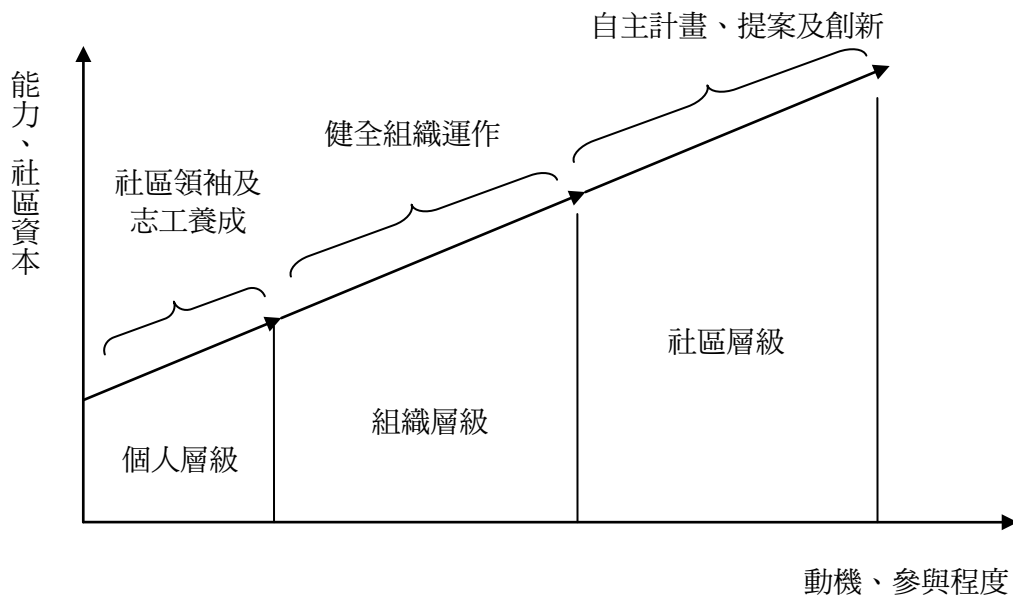 自主計畫、提案及創新
能力、社區資本
健全組織運作
社區領袖及
志工養成
社區層級
組織層級
個人層級
動機、參與程度